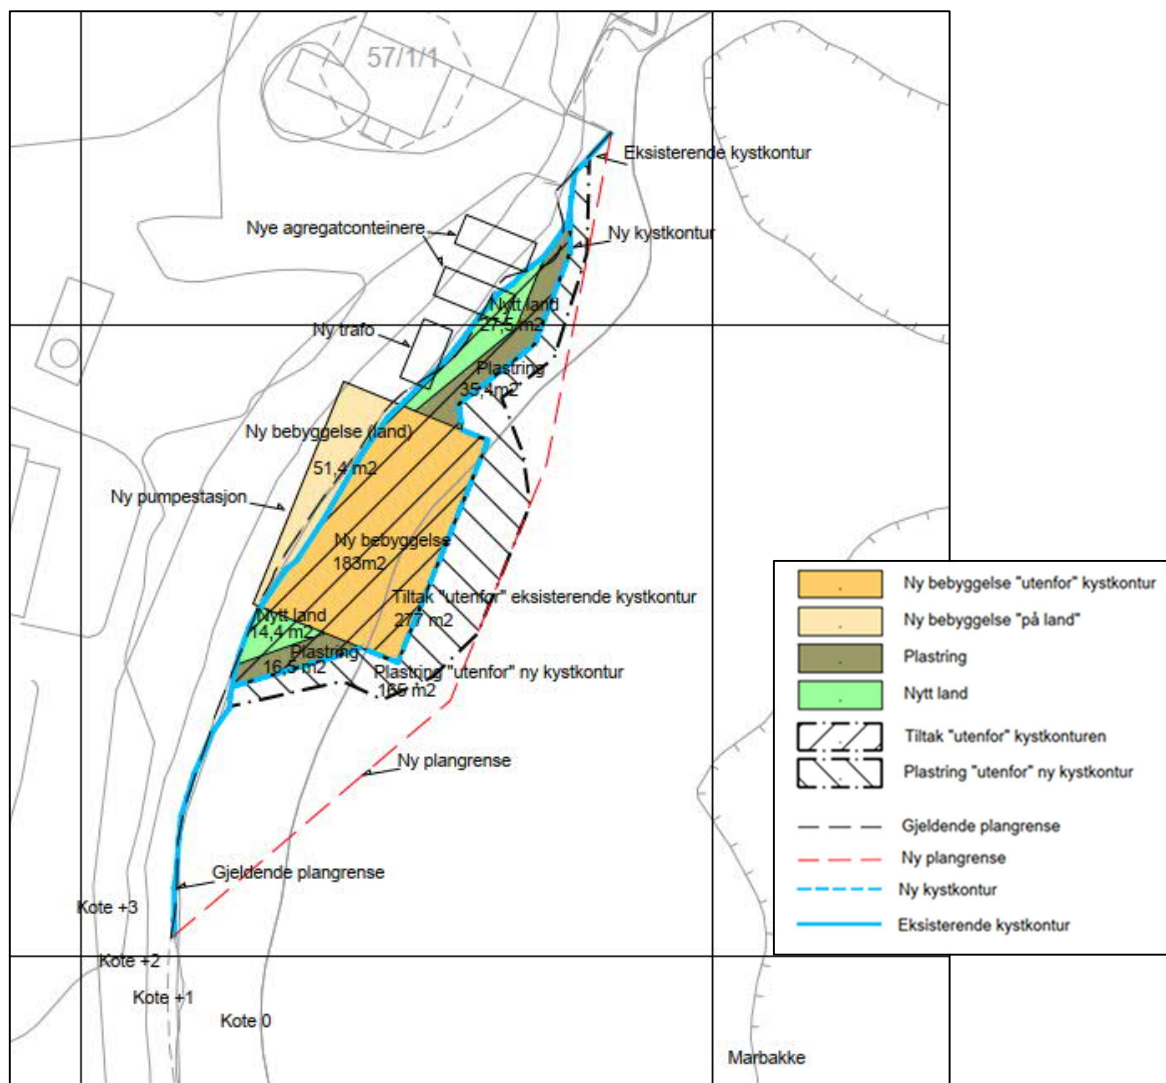 57/1/1
Eksisterende kystkontur
Nye agregatconteinere
Ny kystkontur
Nytt land
27,5 m2
Ny trafo
Plastring
35,4m2
Ny bebyggelse (land)
51,4 m2
Ny pumpestasjon
Ny bebyggelse
183m2
Tiltak "utenfor" eksisterende kystkontur
277 m2
Nytt land
14,4 m2
Plastring
16,5 m2
Plastring "utenfor" ny kystkontur
165 m2
Ny plangrense
Gjeldende plangrense
Kote +3
Kote +2
Kote +1
Kote 0
Marbakke
Ny bebyggelse "utenfor" kystkontur
Ny bebyggelse "på land"
Plastring
Nytt land
Tiltak "utenfor" kystkonturen
Plastring "utenfor" ny kystkontur
Gjeldende plangrense
Ny plangrense
Ny kystkontur
Eksisterende kystkontur